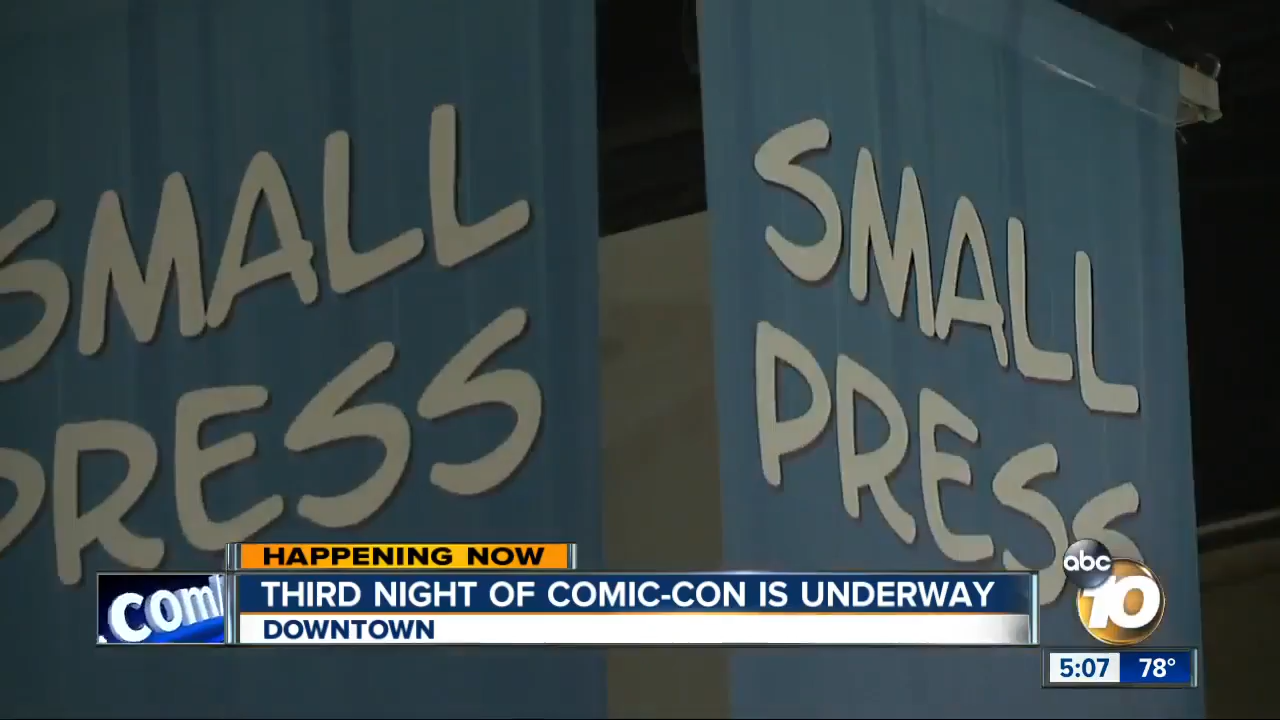 SMALL
PRESS
SMALL
PRESS
HAPPENING NOW
THIRD NIGHT OF COMIC-CON IS UNDERWAY
DOWNTOWN
abc
10
5:07 78°